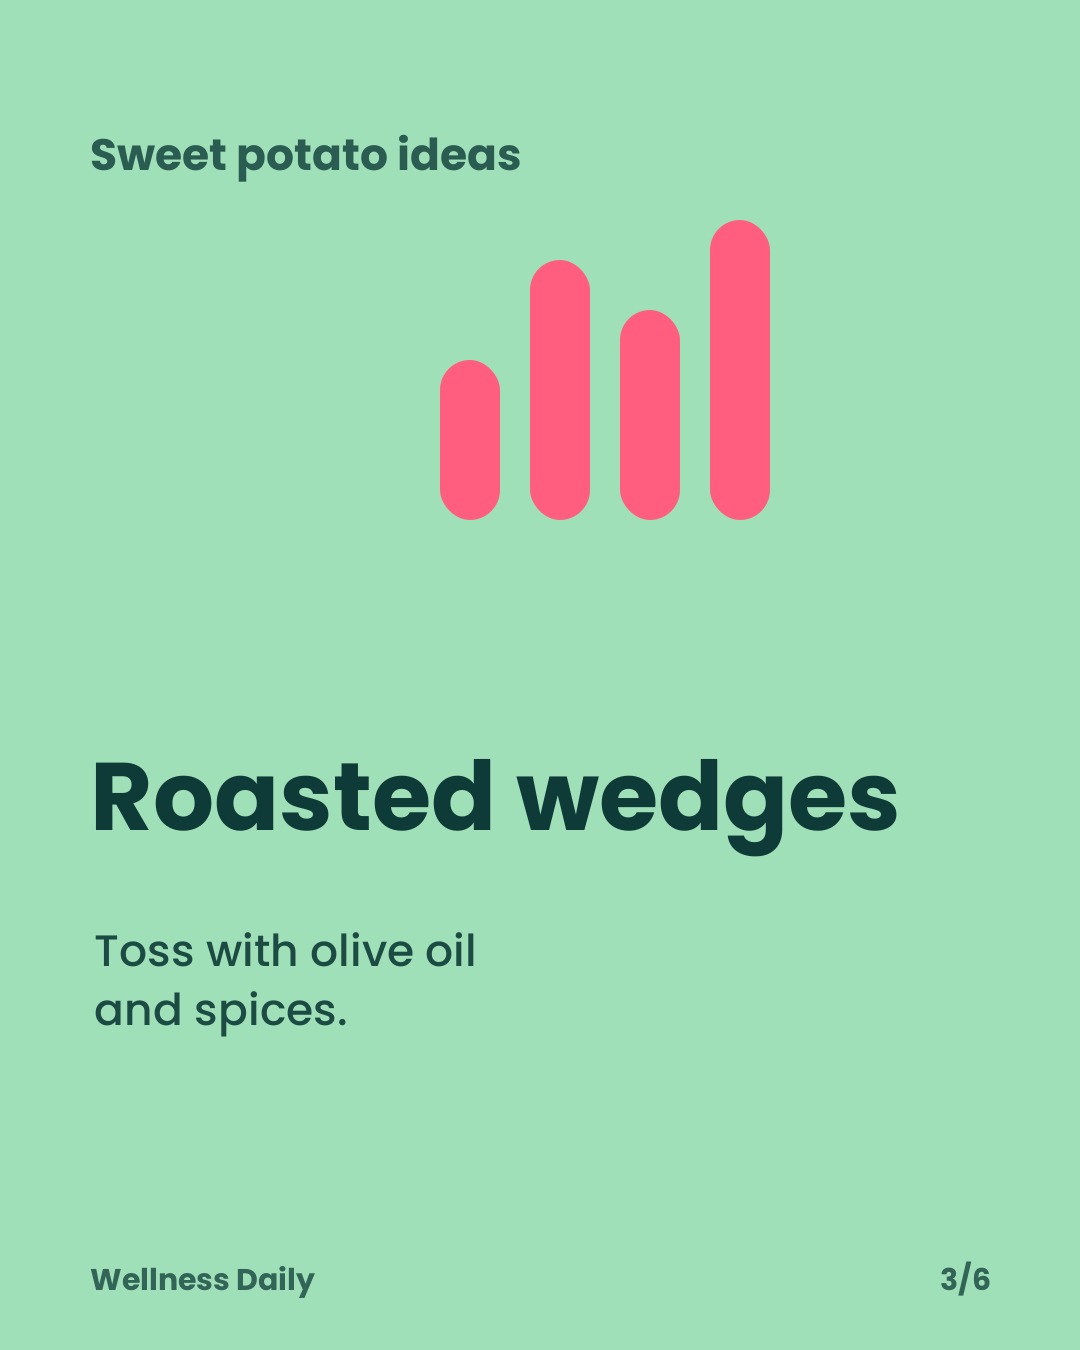 Sweet potato ideas
Roasted wedges
Toss with olive oil
and spices.
Wellness Daily
3/6